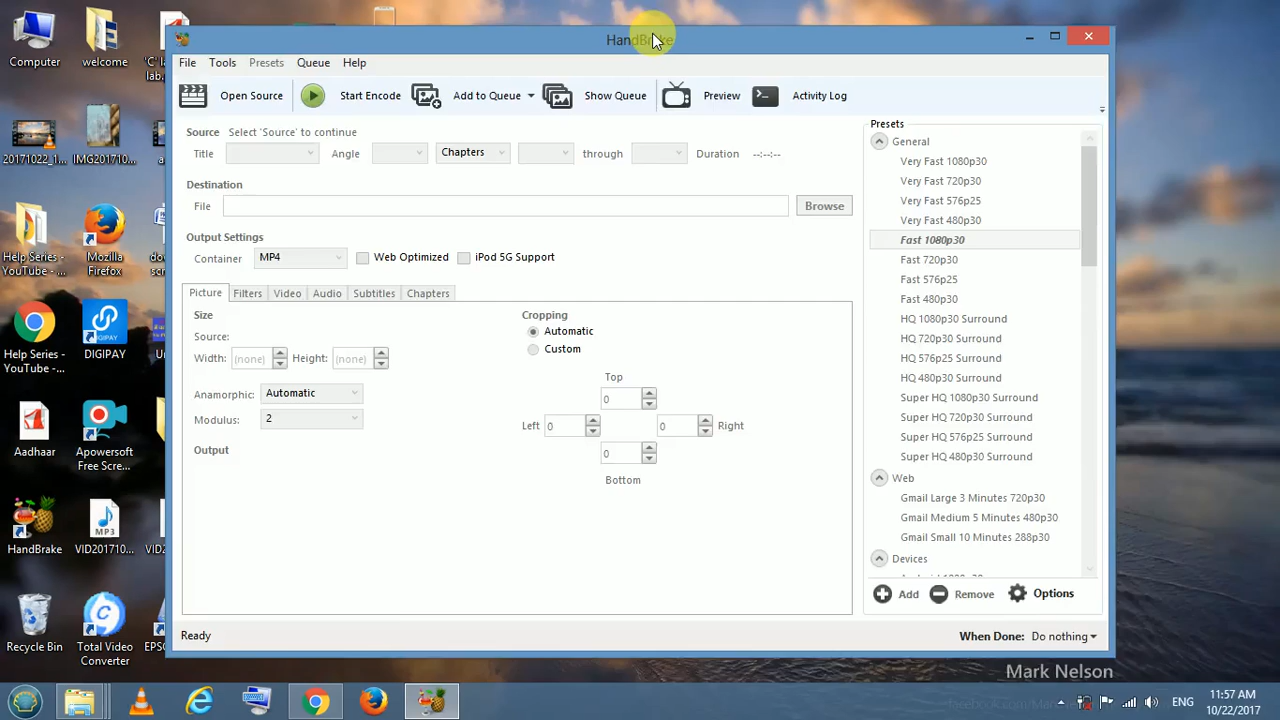 Computer
welcome
'C' l
lab.
20171022_1...
IMG201710...
Help Series -
YouTube - ...
Mozilla
Firefox
Help Series -
YouTube -...
DIGIPAY
Aadhaar
Apowersoft
Free Scre...
HandBrake
VID201710...
VID2
MP3
Recycle Bin
Total Video
Converter
EPSO
HandBrake
File Tools Presets Queue Help
Open Source Start Encode Add to Queue Show Queue Preview Activity Log
Source Select 'Source' to continue
Title Angle Chapters through Duration --:--:--
Destination
File Browse
Output Settings
Container MP4 Web Optimized iPod 5G Support
Picture Filters Video Audio Subtitles Chapters
Size
Source:
Width: (none) Height: (none)
Anamorphic: Automatic
Modulus: 2
Output
Cropping
Automatic
Custom
Top
0
Left 0 0 Right
0
Bottom
Presets
General
Very Fast 1080p30
Very Fast 720p30
Very Fast 576p25
Very Fast 480p30
Fast 1080p30
Fast 720p30
Fast 576p25
Fast 480p30
HQ 1080p30 Surround
HQ 720p30 Surround
HQ 576p25 Surround
HQ 480p30 Surround
Super HQ 1080p30 Surround
Super HQ 720p30 Surround
Super HQ 576p25 Surround
Super HQ 480p30 Surround
Web
Gmail Large 3 Minutes 720p30
Gmail Medium 5 Minutes 480p30
Gmail Small 10 Minutes 288p30
Devices
Add Remove Options
Ready
When Done: Do nothing
Mark Nelson
ENG
11:57 AM
10/22/2017